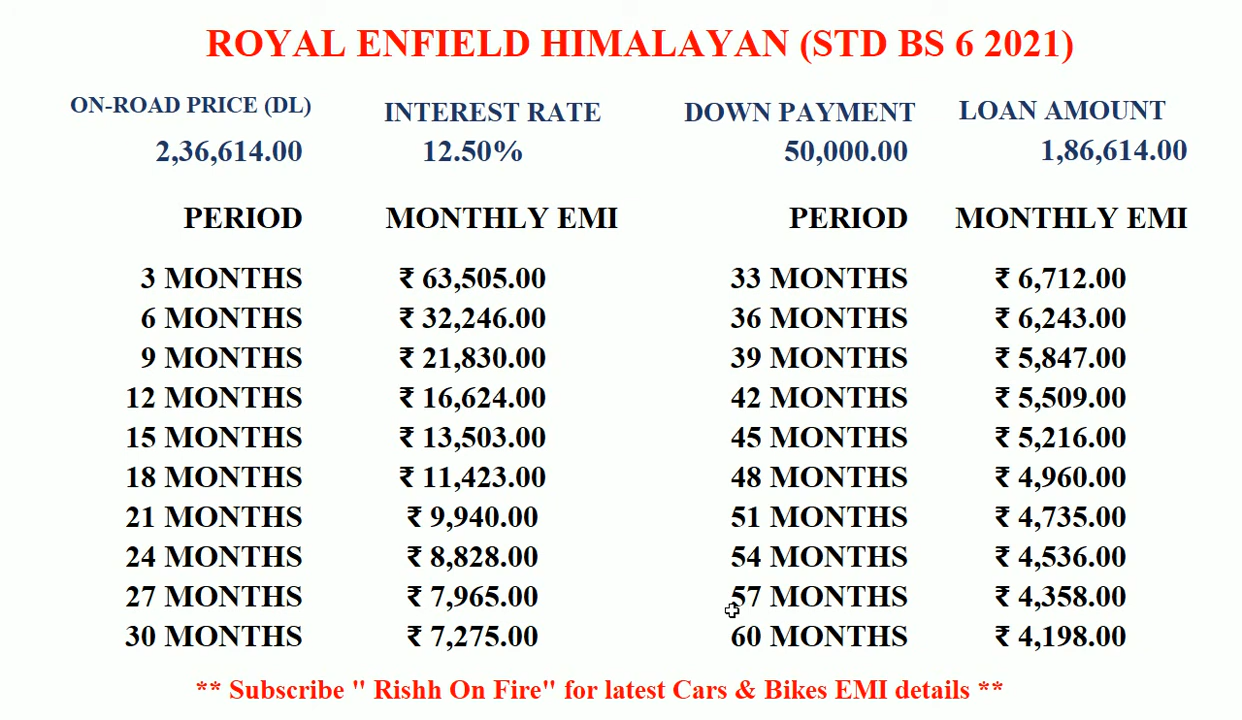 ROYAL ENFIELD HIMALAYAN (STD BS 6 2021)
ON-ROAD PRICE (DL) INTEREST RATE DOWN PAYMENT LOAN AMOUNT
2,36,614.00 12.50% 50,000.00 1,86,614.00
PERIOD MONTHLY EMI PERIOD MONTHLY EMI
3 MONTHS ₹ 63,505.00 33 MONTHS ₹ 6,712.00
6 MONTHS ₹ 32,246.00 36 MONTHS ₹ 6,243.00
9 MONTHS ₹ 21,830.00 39 MONTHS ₹ 5,847.00
12 MONTHS ₹ 16,624.00 42 MONTHS ₹ 5,509.00
15 MONTHS ₹ 13,503.00 45 MONTHS ₹ 5,216.00
18 MONTHS ₹ 11,423.00 48 MONTHS ₹ 4,960.00
21 MONTHS ₹ 9,940.00 51 MONTHS ₹ 4,735.00
24 MONTHS ₹ 8,828.00 54 MONTHS ₹ 4,536.00
27 MONTHS ₹ 7,965.00 57 MONTHS ₹ 4,358.00
30 MONTHS ₹ 7,275.00 60 MONTHS ₹ 4,198.00
** Subscribe " Rishh On Fire" for latest Cars & Bikes EMI details **